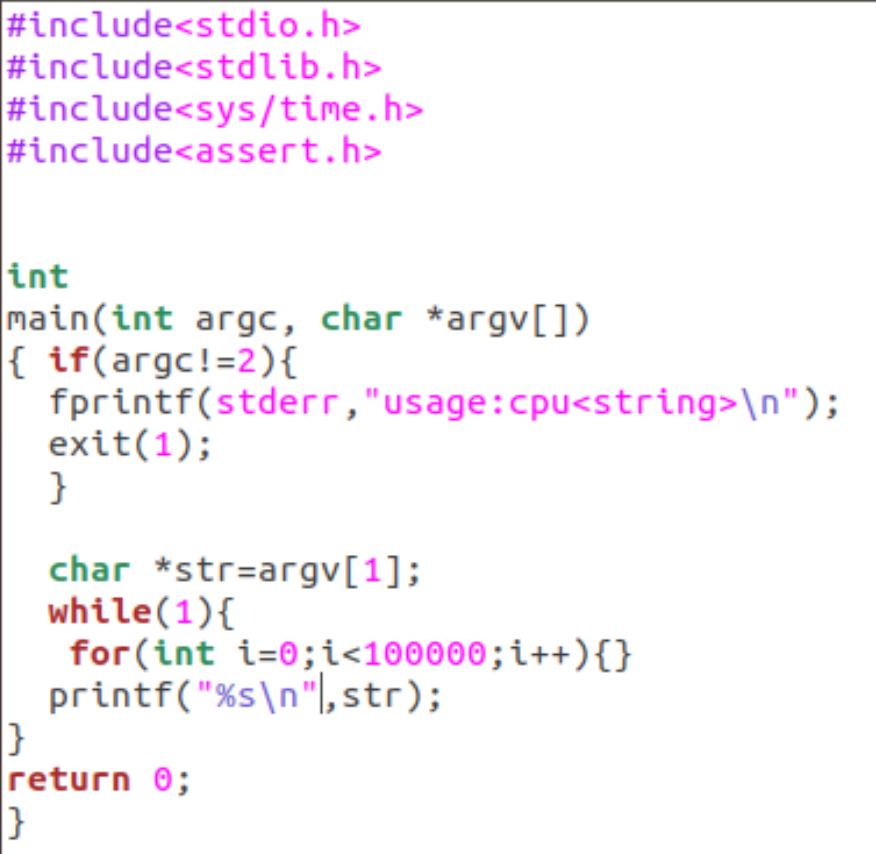 #include<stdio.h>
#include<stdlib.h>
#include<sys/time.h>
#include<assert.h>
int
main(int argc, char *argv[])
{ if(argc!=2){
fprintf(stderr,"usage:cpu<string>\n");
exit(1);
}
char *str=argv[1];
while(1){
for(int i=0;i<100000;i++){}
printf("%s\n",str);
}
return 0;
}